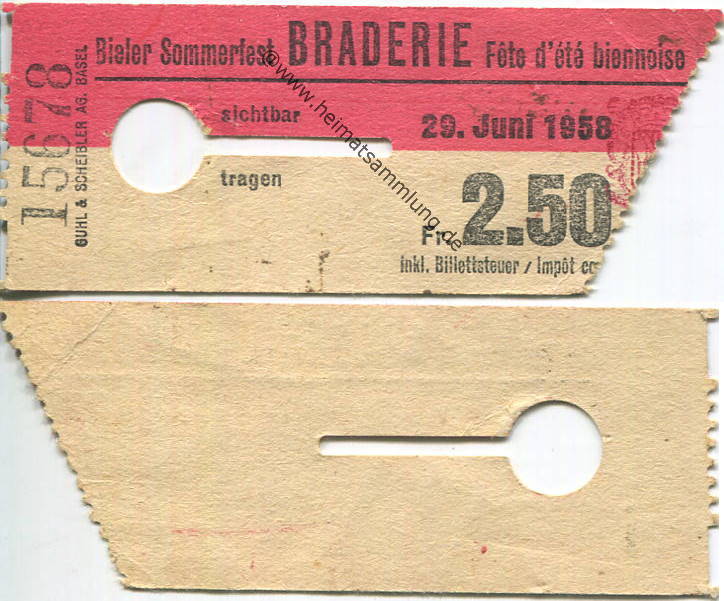 Bieler Sommerfest BRADERIE Fête d'été biennoise
15678
GUHL & SCHEIBLER AG. BASEL
sichtbar
29. Juni 1958
tragen
Fr. 2.50
inkl. Billettsteuer / Impôt
©www.heimatsammlung.de